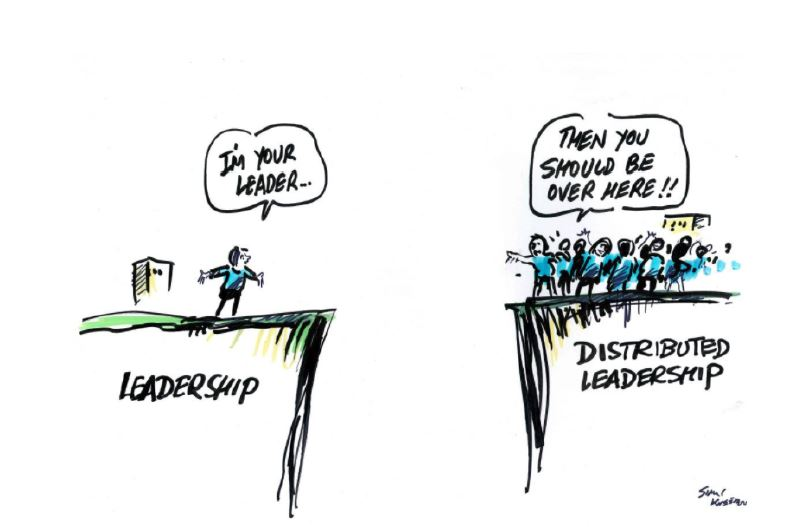 I'M YOUR
LEADER...
THEN YOU
SHOULD BE
OVER HERE!!
LEADERSHIP
DISTRIBUTED
LEADERSHIP